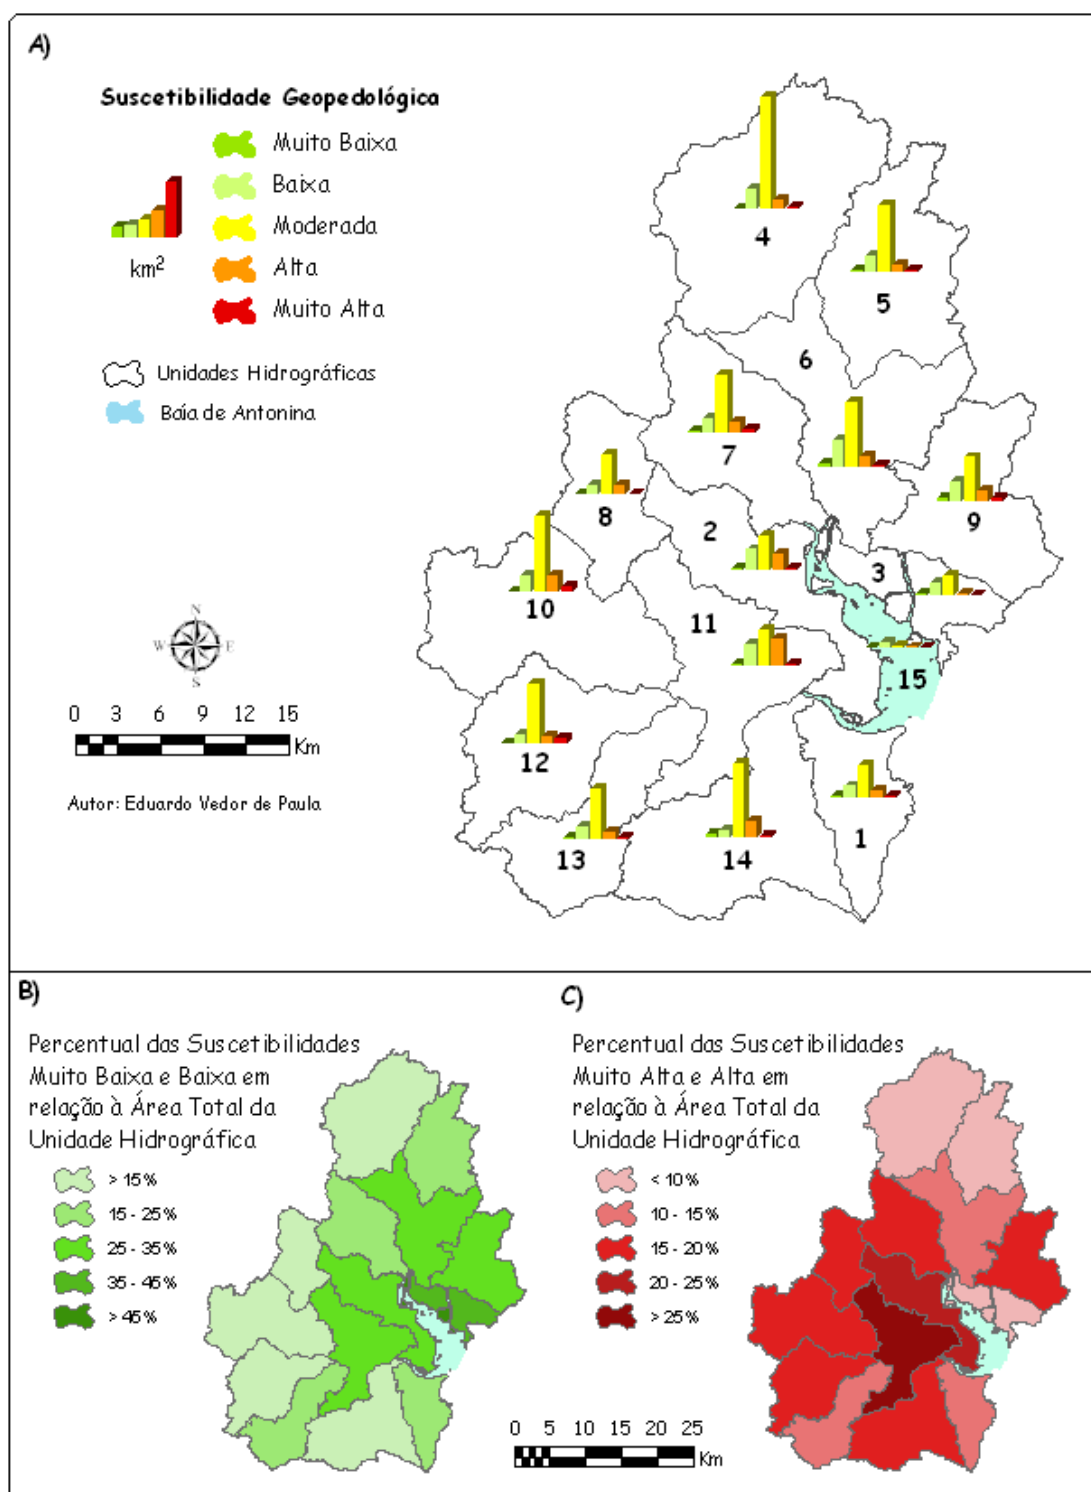 A)
Suscetibilidade Geopedológica
Muito Baixa
Baixa
Moderada
Alta
Muito Alta
km²
Unidades Hidrográficas
Baía de Antonina
N
W
E
S
0 3 6 9 12 15
Km
Autor: Eduardo Vedor de Paula
4
5
6
7
8
9
2
3
10
11
15
12
13
14
1
B)
Percentual das Suscetibilidades
Muito Baixa e Baixa em
relação à Área Total da
Unidade Hidrográfica
> 15%
15 - 25%
25 - 35%
35 - 45%
> 45%
C)
Percentual das Suscetibilidades
Muito Alta e Alta em
relação à Área Total da
Unidade Hidrográfica
< 10%
10 - 15%
15 - 20%
20 - 25%
> 25%
0 5 10 15 20 25
Km